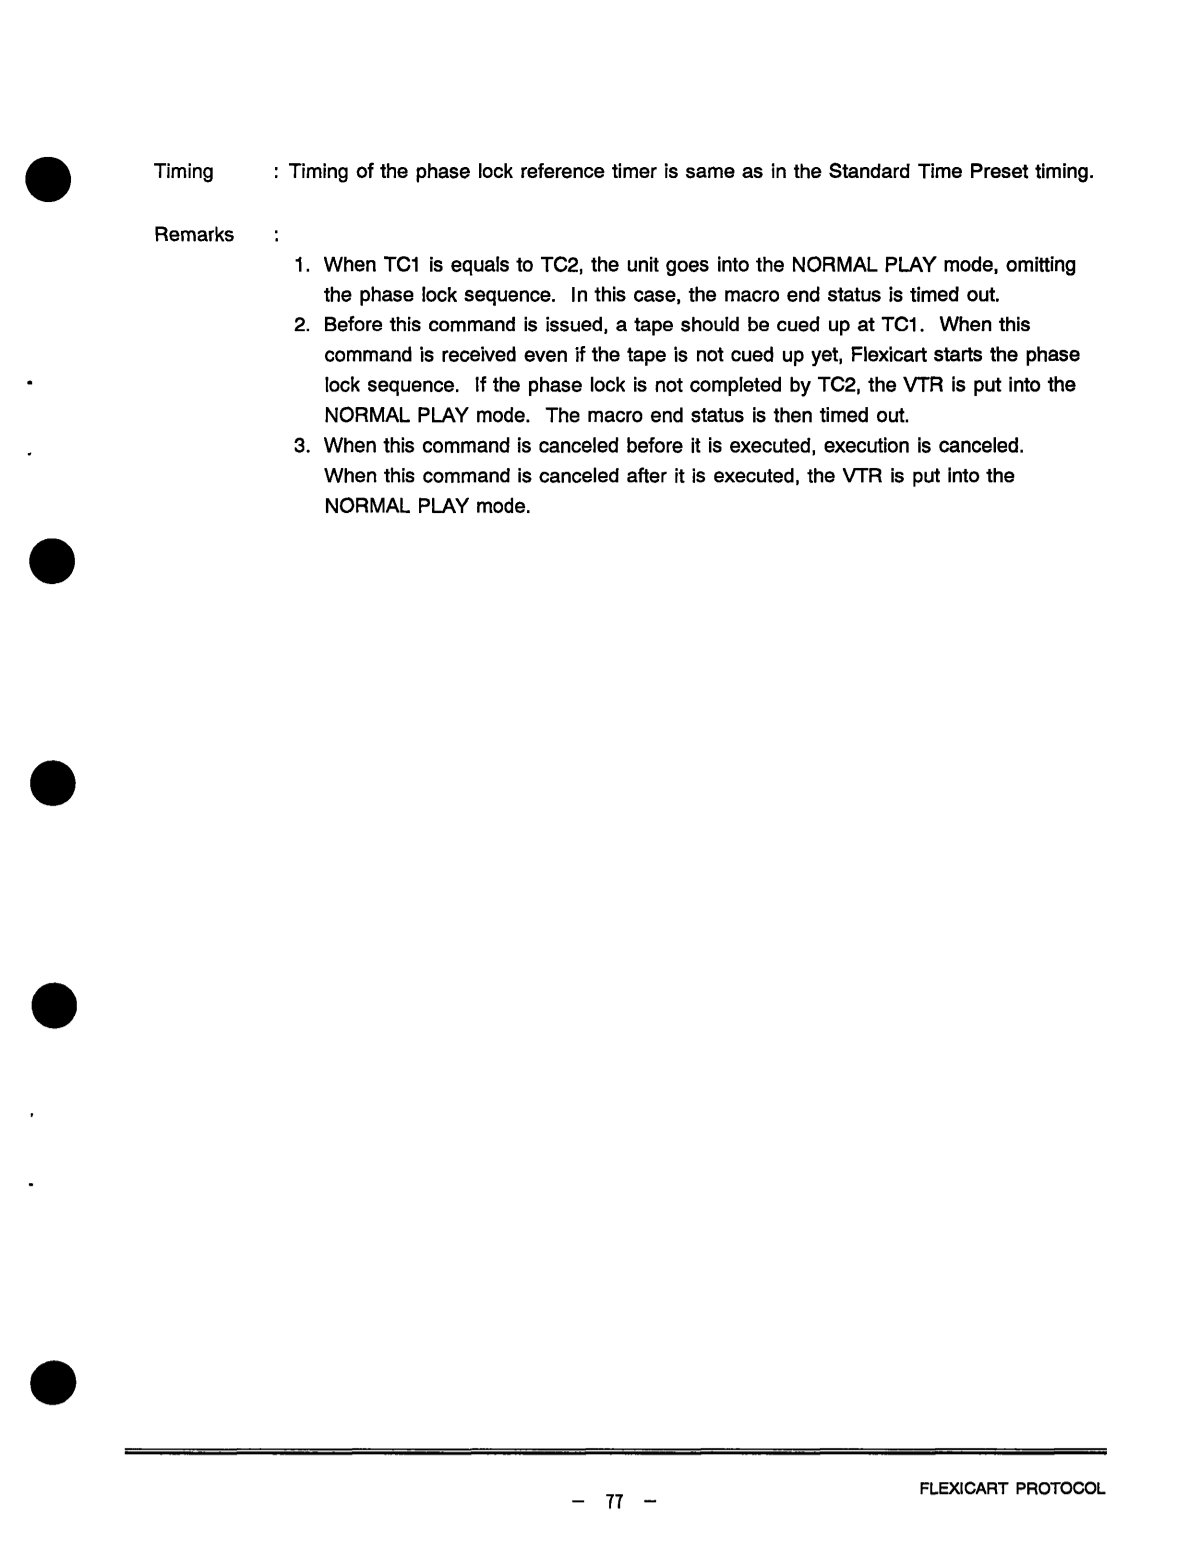 Timing : Timing of the phase lock reference timer is same as in the Standard Time Preset timing.
Remarks :
1. When TC1 is equals to TC2, the unit goes into the NORMAL PLAY mode, omitting
the phase lock sequence. In this case, the macro end status is timed out.
2. Before this command is issued, a tape should be cued up at TC1. When this
command is received even if the tape is not cued up yet, Flexicart starts the phase
lock sequence. If the phase lock is not completed by TC2, the VTR is put into the
NORMAL PLAY mode. The macro end status is then timed out.
3. When this command is canceled before it is executed, execution is canceled.
When this command is canceled after it is executed, the VTR is put into the
NORMAL PLAY mode.
– 77 –
FLEXICART PROTOCOL